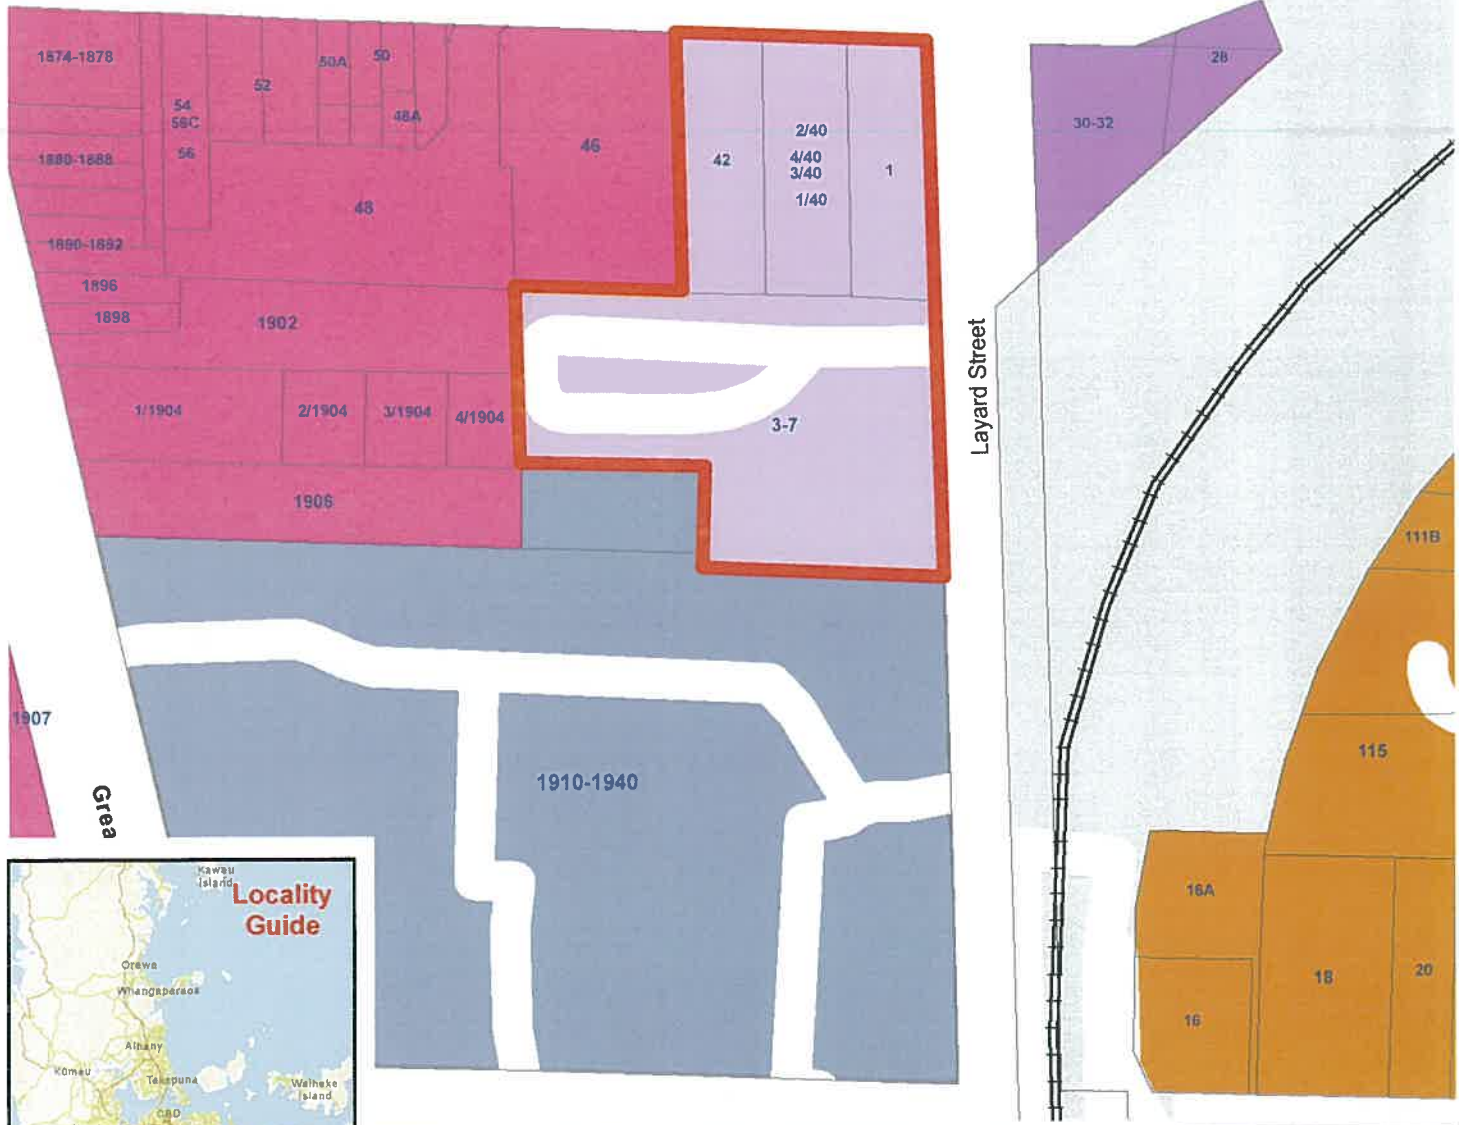 1874-1878
54
56C
56
52
50A
50
48A
46
42
2/40
4/40
3/40
1/40
1
28
30-32
1880-1888
48
1890-1892
1896
1898
1902
Layard Street
1/1904
2/1904
3/1904
4/1904
3-7
1906
111B
1907
115
1910-1940
Grea
16A
18
20
16
Locality
Guide
Kawau
Island
Orewa
Whangaparaoa
Albany
Kumeu
Takapuna
Waiheke
Island
CBD